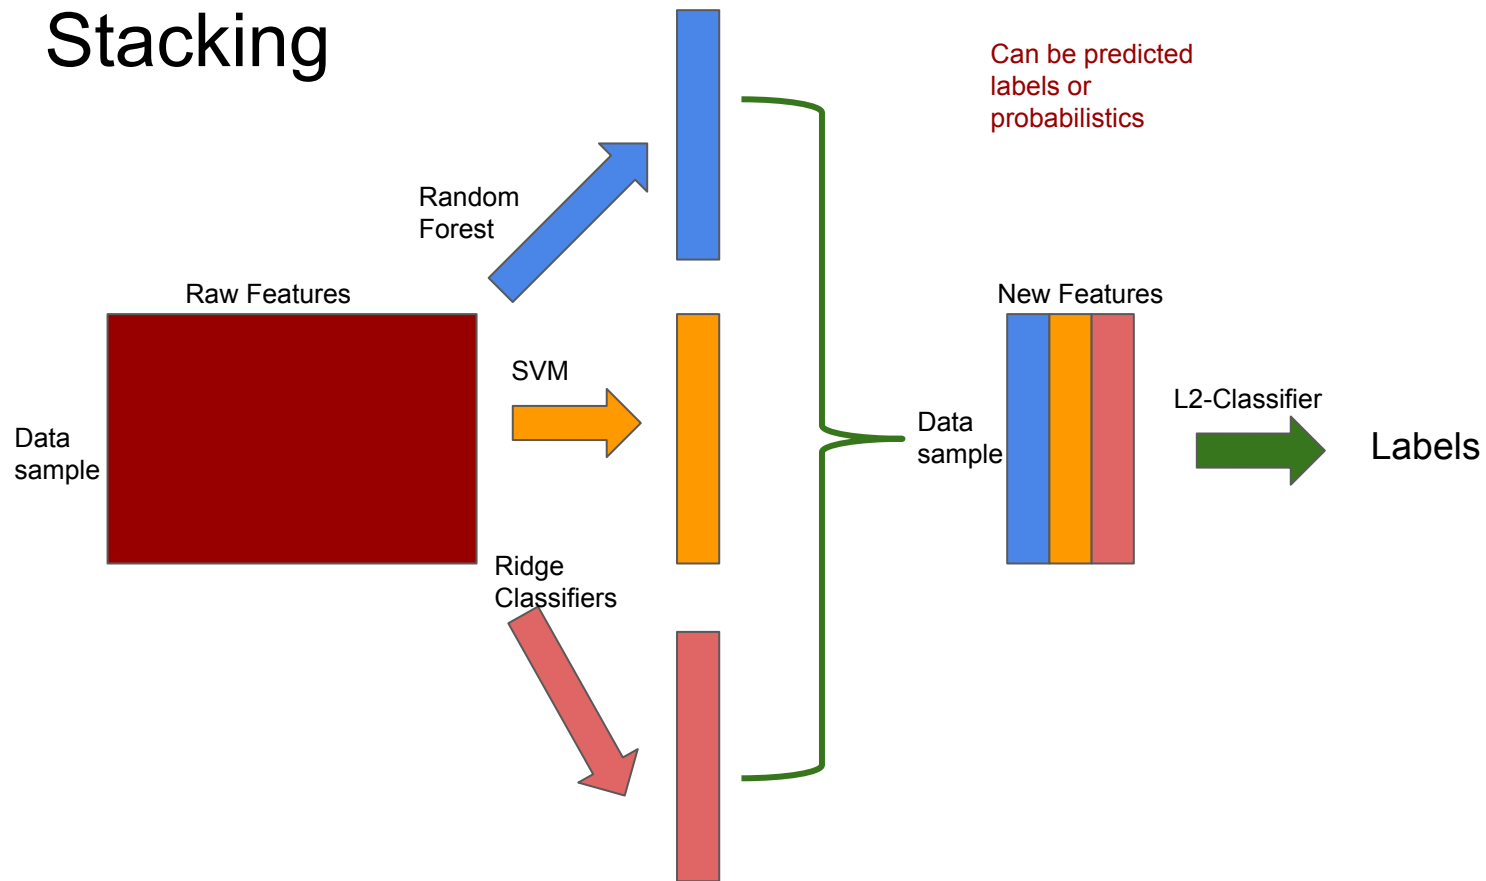 Stacking
Can be predicted
labels or
probabilistics
Random
Forest
Raw Features
New Features
SVM
L2-Classifier
Data
sample
Data
sample
Labels
Ridge
Classifiers